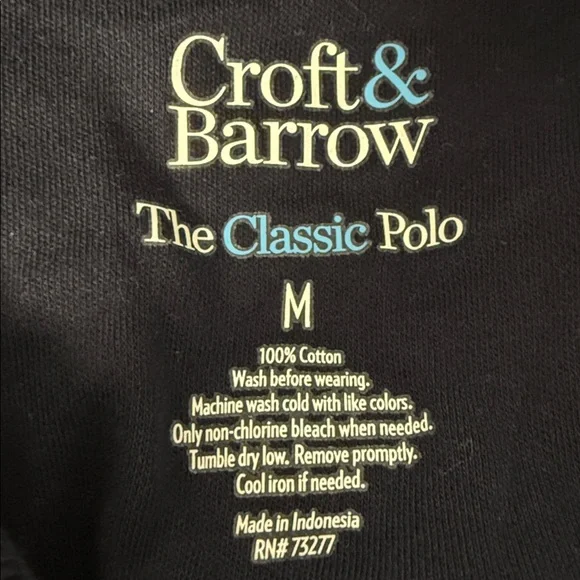 Croft&
Barrow
The Classic Polo
M
100% Cotton
Wash before wearing.
Machine wash cold with like colors.
Only non-chlorine bleach when needed.
Tumble dry low. Remove promptly.
Cool iron if needed.
Made in Indonesia
RN# 73277